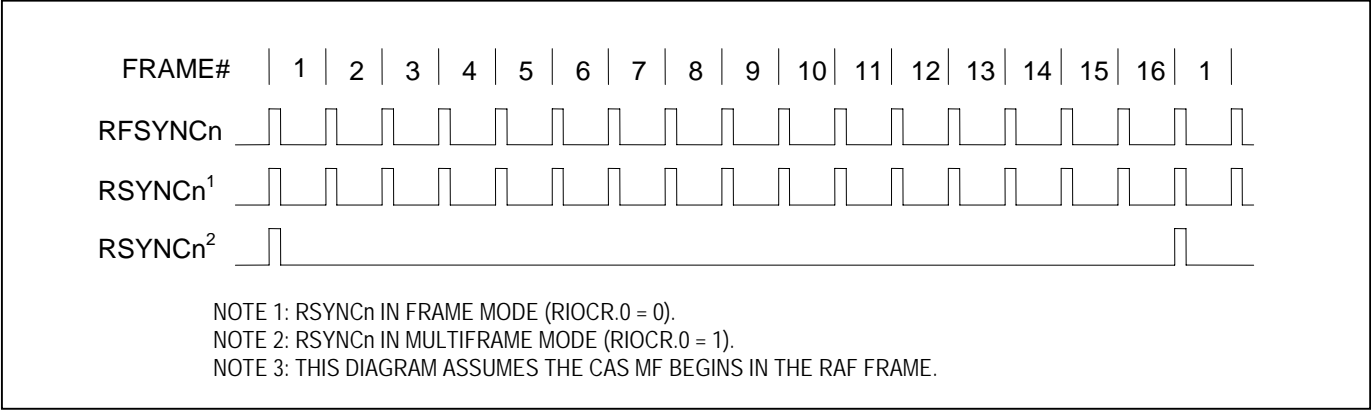 FRAME# 1 2 3 4 5 6 7 8 9 10 11 12 13 14 15 16 1
RFSYNCn
RSYNCn¹
RSYNCn²
NOTE 1: RSYNCn IN FRAME MODE (RIOCR.0 = 0).
NOTE 2: RSYNCn IN MULTIFRAME MODE (RIOCR.0 = 1).
NOTE 3: THIS DIAGRAM ASSUMES THE CAS MF BEGINS IN THE RAF FRAME.